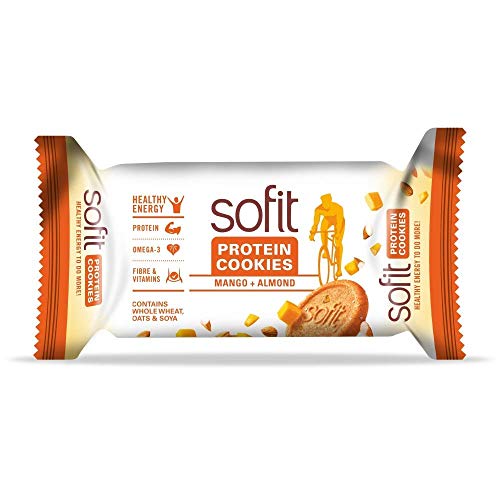 sofit
PROTEIN
COOKIES
HEALTHY ENERGY TO DO MORE!
HEALTHY
ENERGY
PROTEIN
OMEGA-3
FIBRE &
VITAMINS
CONTAINS
WHOLE WHEAT,
OATS & SOYA
sofit
PROTEIN
COOKIES
MANGO + ALMOND
sofit
sofit
PROTEIN
COOKIES
HEALTHY ENERGY TO DO MORE!